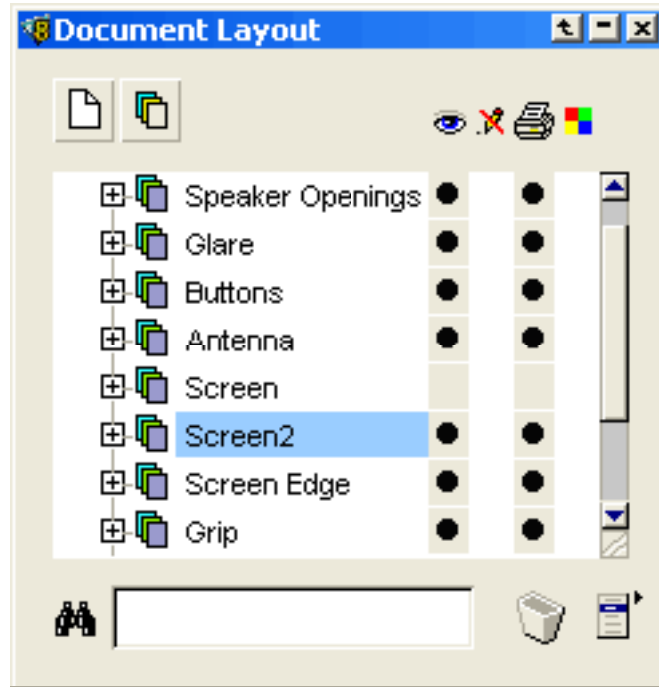 Document Layout
Speaker Openings
Glare
Buttons
Antenna
Screen
Screen2
Screen Edge
Grip